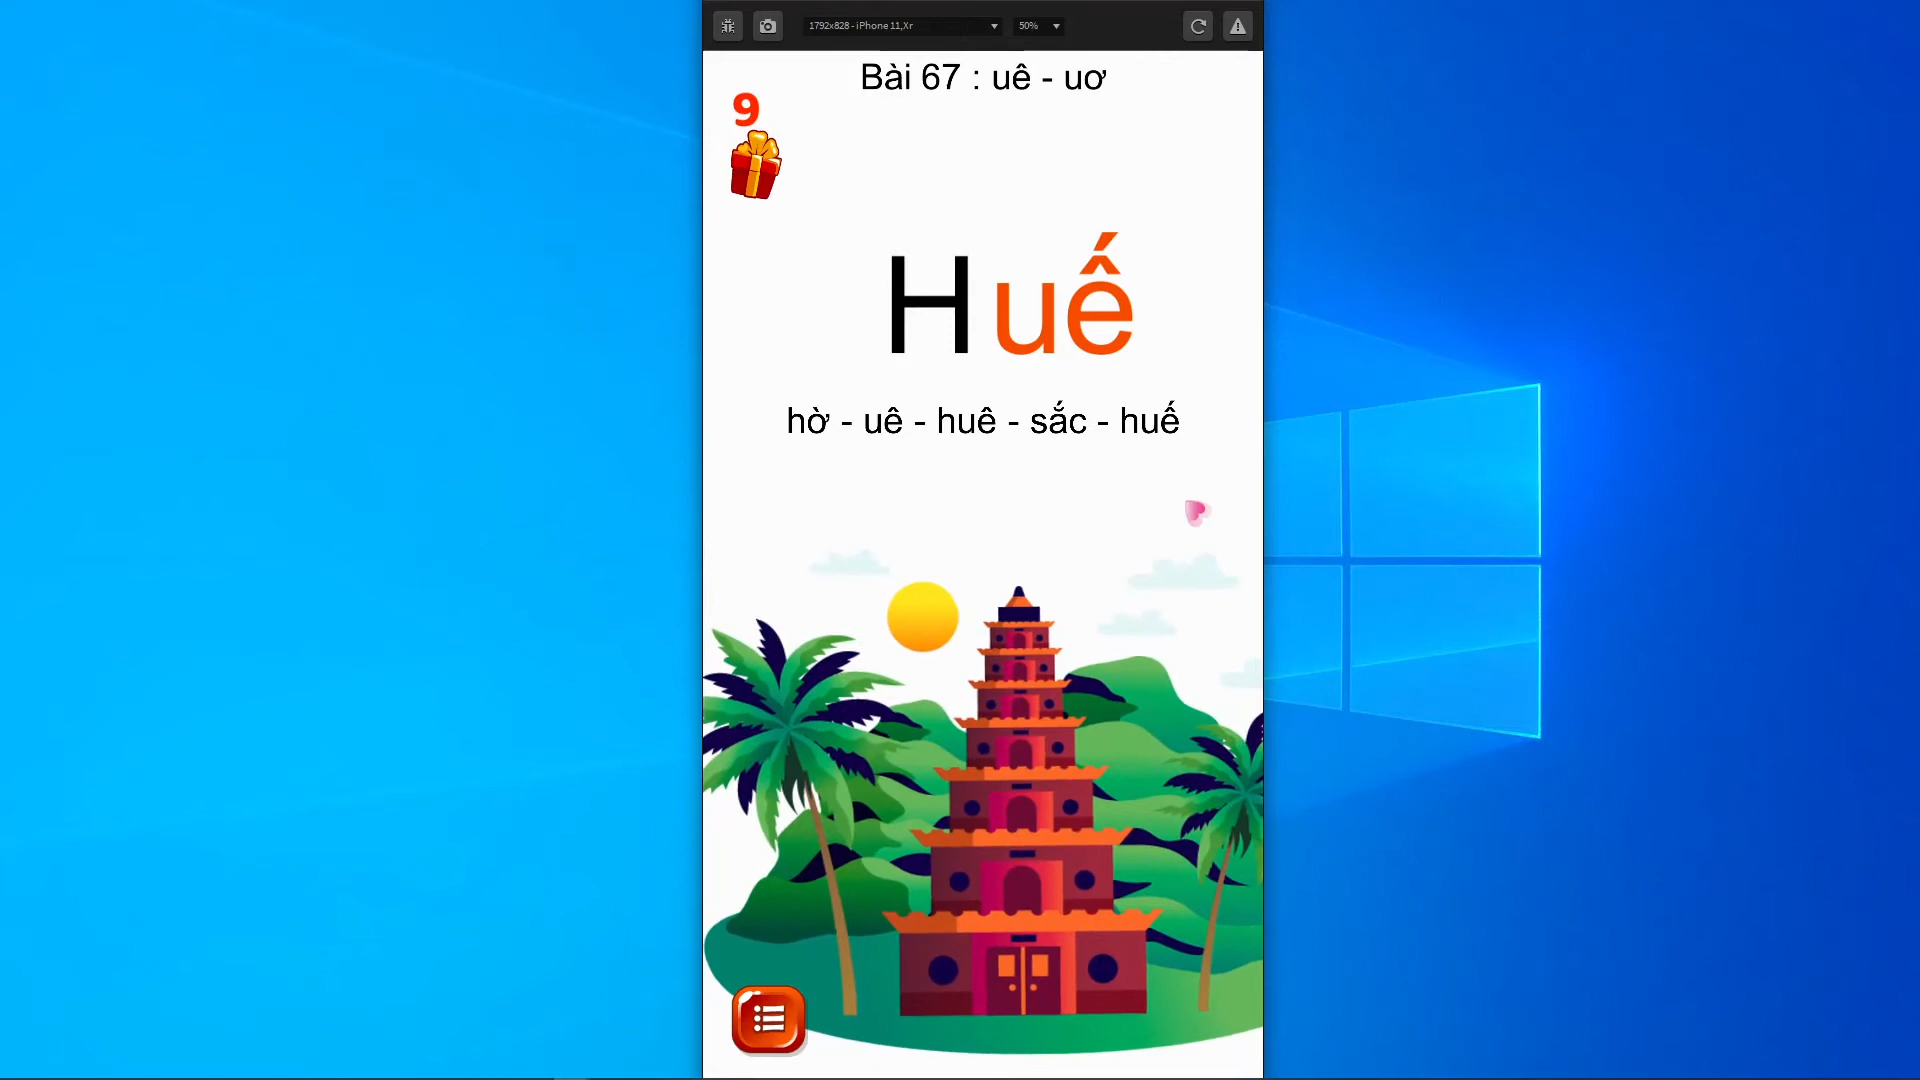 1792x828 - iPhone 11,Xr
50%
Bài 67 : uê - uơ
9
Huế
hờ - uê - huê - sắc - huế